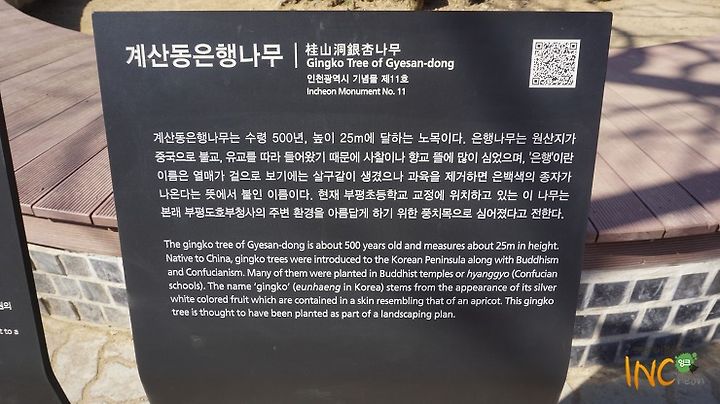 계산동은행나무
桂山洞銀杏나무
Gingko Tree of Gyesan-dong
인천광역시 기념물 제11호
Incheon Monument No. 11
계산동은행나무는 수령 500년, 높이 25m에 달하는 노목이다. 은행나무는 원산지가
중국으로 불교, 유교를 따라 들어왔기 때문에 사찰이나 향교 뜰에 많이 심었으며, '은행'이란
이름은 열매가 겉으로 보기에는 살구같이 생겼으나 과육을 제거하면 은백색의 종자가
나온다는 뜻에서 붙인 이름이다. 현재 부평초등학교 교정에 위치하고 있는 이 나무는
본래 부평도호부청사의 주변 환경을 아름답게 하기 위한 풍치목으로 심어졌다고 전한다.
The gingko tree of Gyesan-dong is about 500 years old and measures about 25m in height.
Native to China, gingko trees were introduced to the Korean Peninsula along with Buddhism
and Confucianism. Many of them were planted in Buddhist temples or hyanggyo (Confucian
schools). The name 'gingko' (eunhaeng in Korea) stems from the appearance of its silver
white colored fruit which are contained in a skin resembling that of an apricot. This gingko
tree is thought to have been planted as part of a landscaping plan.
to a
INC
잉크